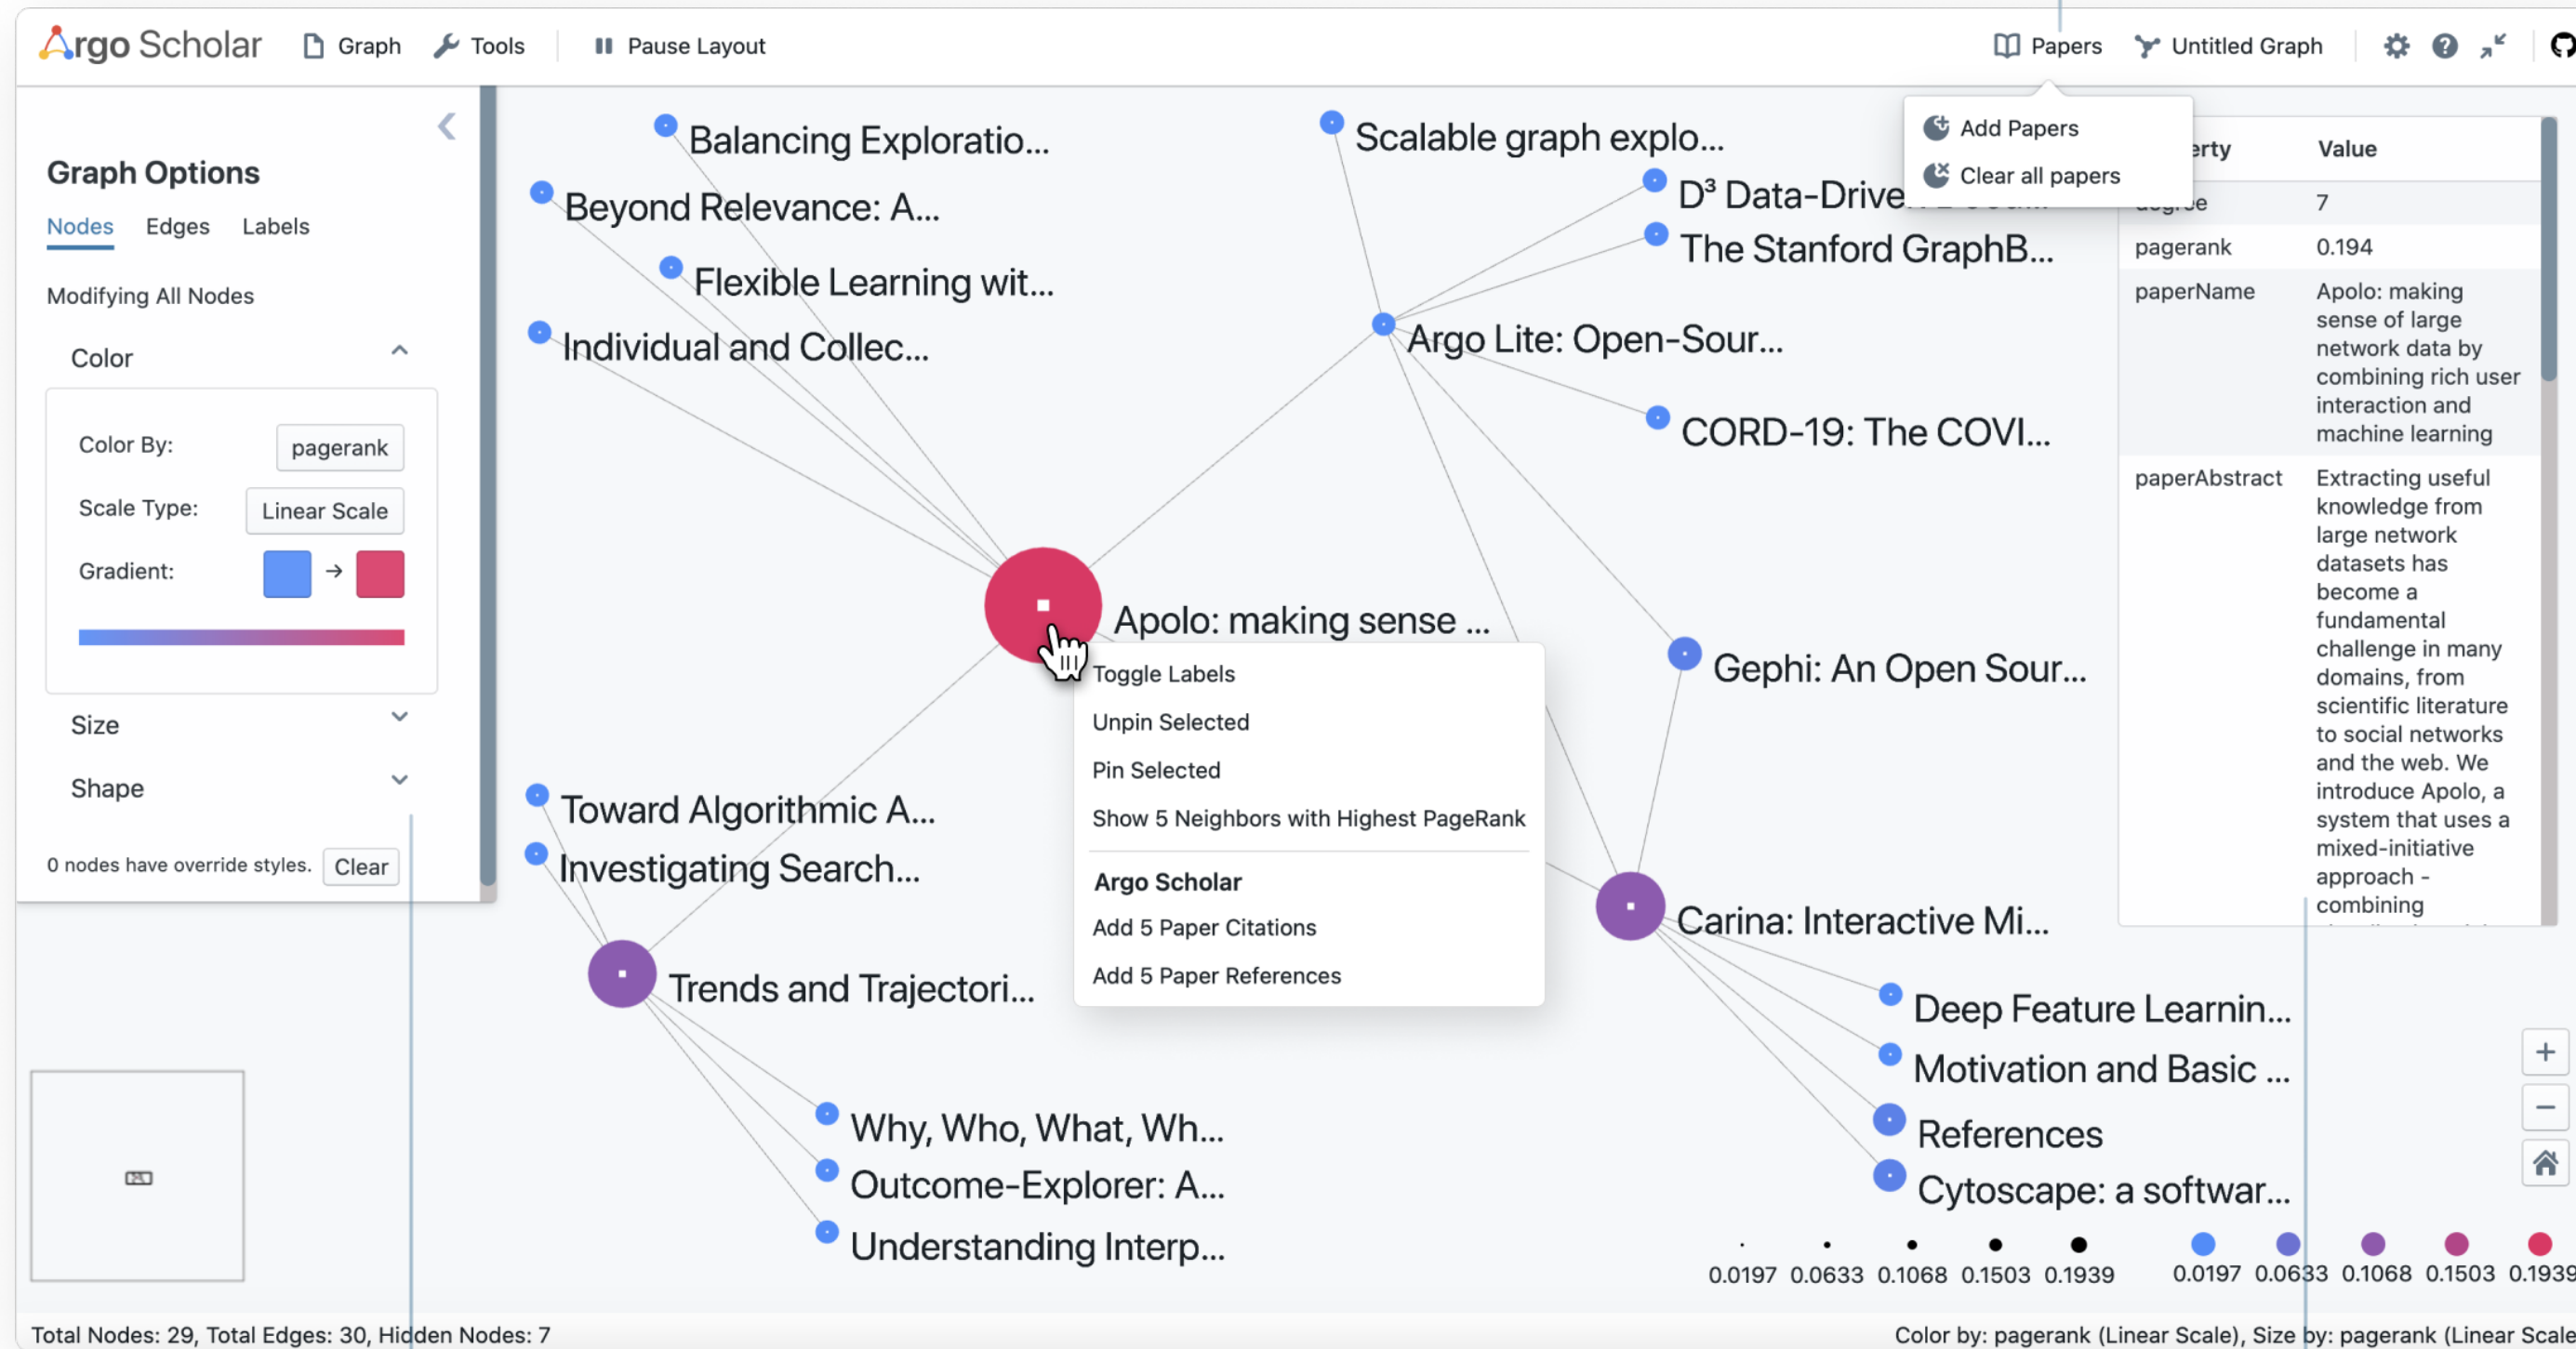 Argo Scholar
Graph
Tools
Pause Layout
Papers
Untitled Graph
Add Papers
Clear all papers
Graph Options
Nodes
Edges
Labels
Modifying All Nodes
Color
Color By:
pagerank
Scale Type:
Linear Scale
Gradient:
Size
Shape
0 nodes have override styles.
Clear
Balancing Exploratio...
Beyond Relevance: A...
Flexible Learning wit...
Individual and Collec...
Scalable graph explo...
D³ Data-Drive
The Stanford GraphB...
Argo Lite: Open-Sour...
CORD-19: The COVI...
Apolo: making sense ...
Gephi: An Open Sour...
Toggle Labels
Unpin Selected
Pin Selected
Show 5 Neighbors with Highest PageRank
Argo Scholar
Add 5 Paper Citations
Add 5 Paper References
Toward Algorithmic A...
Investigating Search...
Trends and Trajectori...
Why, Who, What, Wh...
Outcome-Explorer: A...
Understanding Interp...
Carina: Interactive Mi...
Deep Feature Learnin...
Motivation and Basic ...
References
Cytoscape: a softwar...
erty Value
degree 7
pagerank 0.194
paperName Apolo: making
sense of large
network data by
combining rich user
interaction and
machine learning
paperAbstract Extracting useful
knowledge from
large network
datasets has
become a
fundamental
challenge in many
domains, from
scientific literature
to social networks
and the web. We
introduce Apolo, a
system that uses a
mixed-initiative
approach -
combining
0.0197 0.0633 0.1068 0.1503 0.1939
0.0197 0.0633 0.1068 0.1503 0.1939
Total Nodes: 29, Total Edges: 30, Hidden Nodes: 7
Color by: pagerank (Linear Scale), Size by: pagerank (Linear Scale